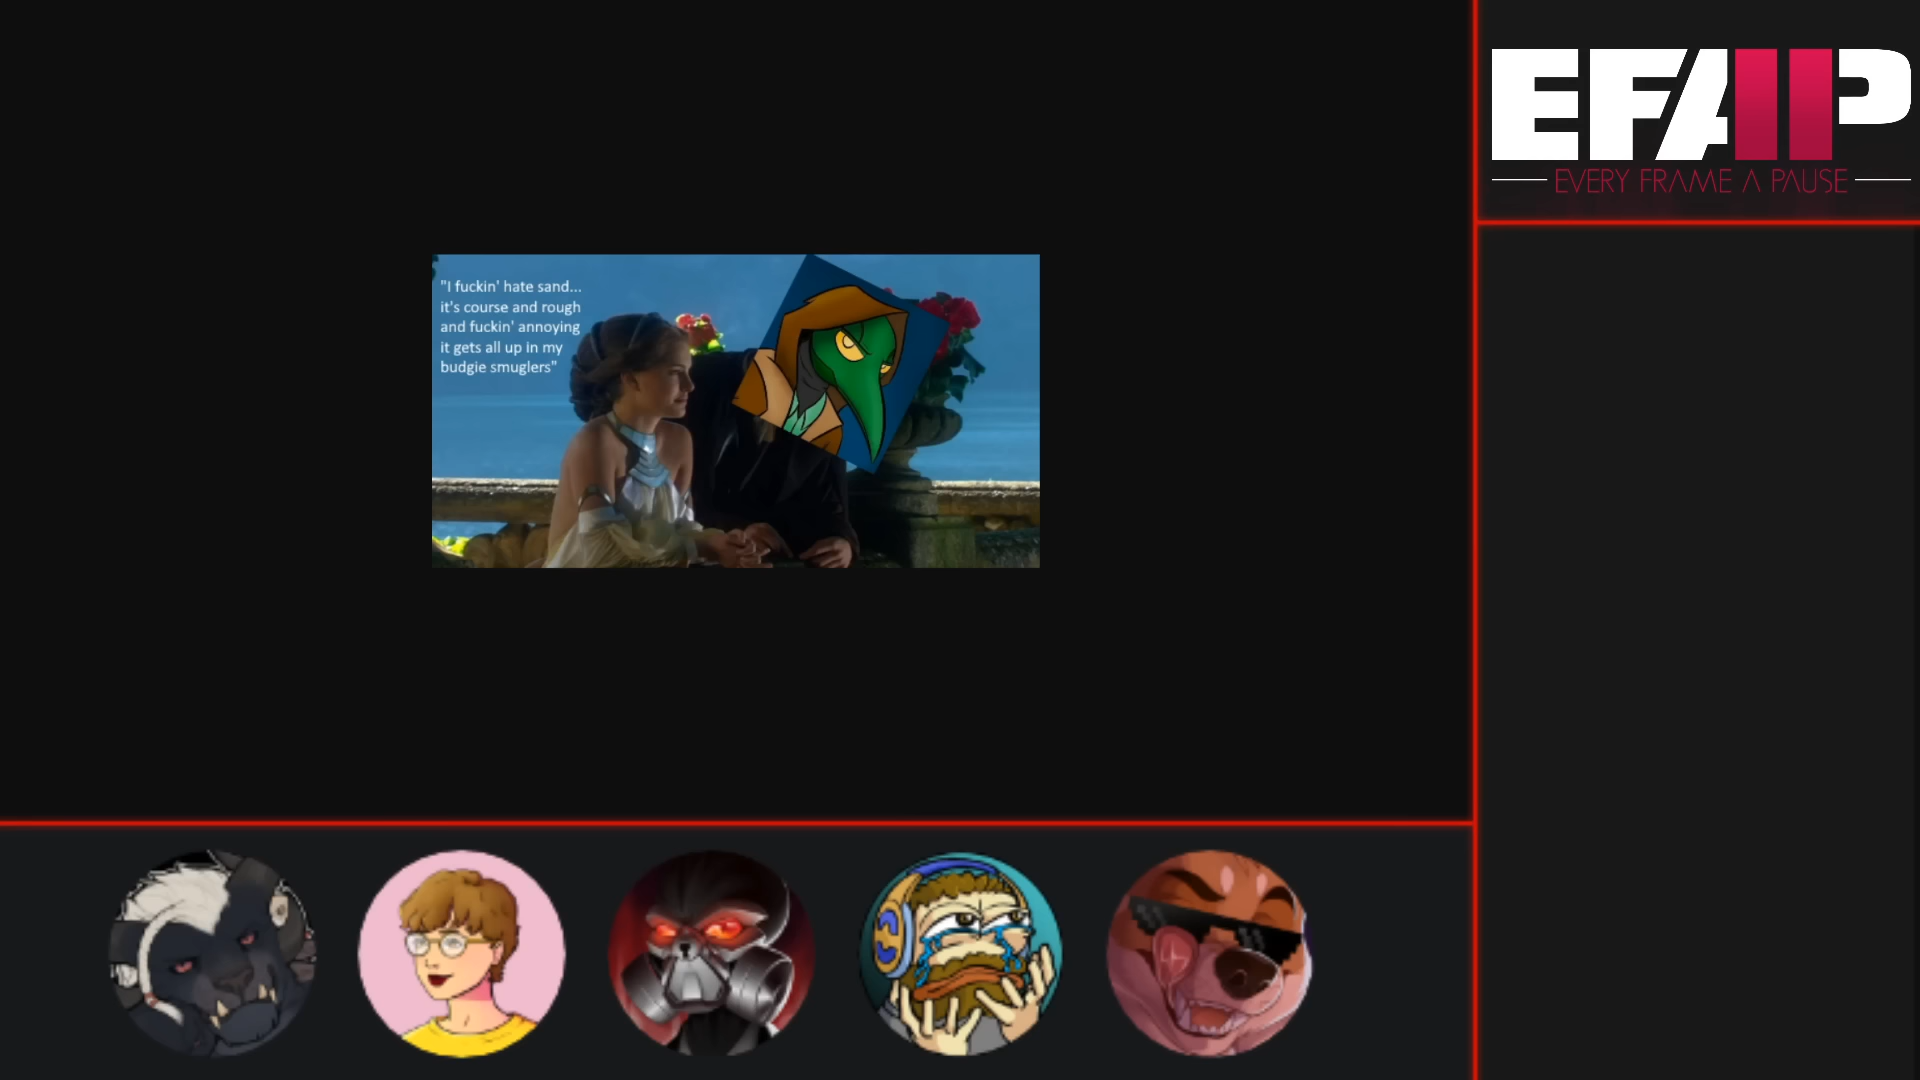 "I fuckin' hate sand...
it's course and rough
and fuckin' annoying
it gets all up in my
budgie smuglers"
EFAP
EVERY FRAME A PAUSE